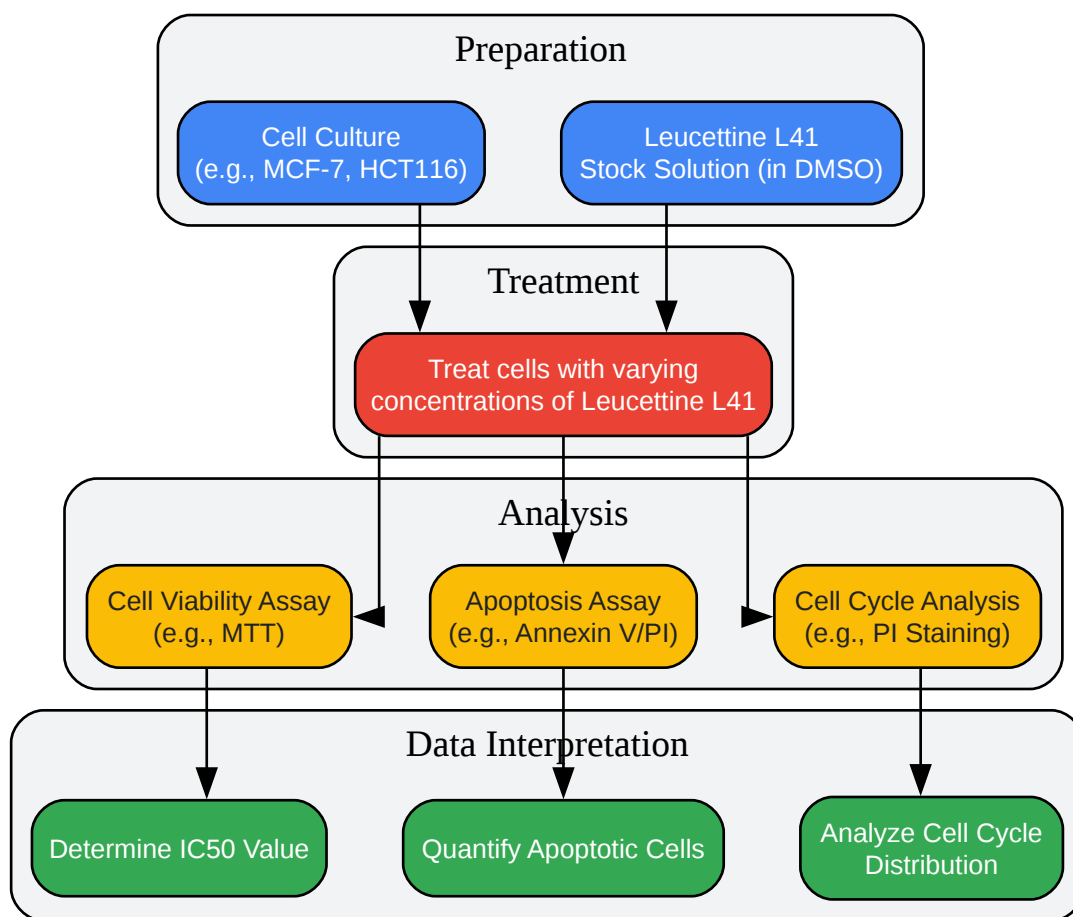 Preparation
Cell Culture
(e.g., MCF-7, HCT116)
Leucettine L41
Stock Solution (in DMSO)
Treatment
Treat cells with varying
concentrations of Leucettine L41
Analysis
Cell Viability Assay
(e.g., MTT)
Apoptosis Assay
(e.g., Annexin V/PI)
Cell Cycle Analysis
(e.g., PI Staining)
Data Interpretation
Determine IC50 Value
Quantify Apoptotic Cells
Analyze Cell Cycle
Distribution